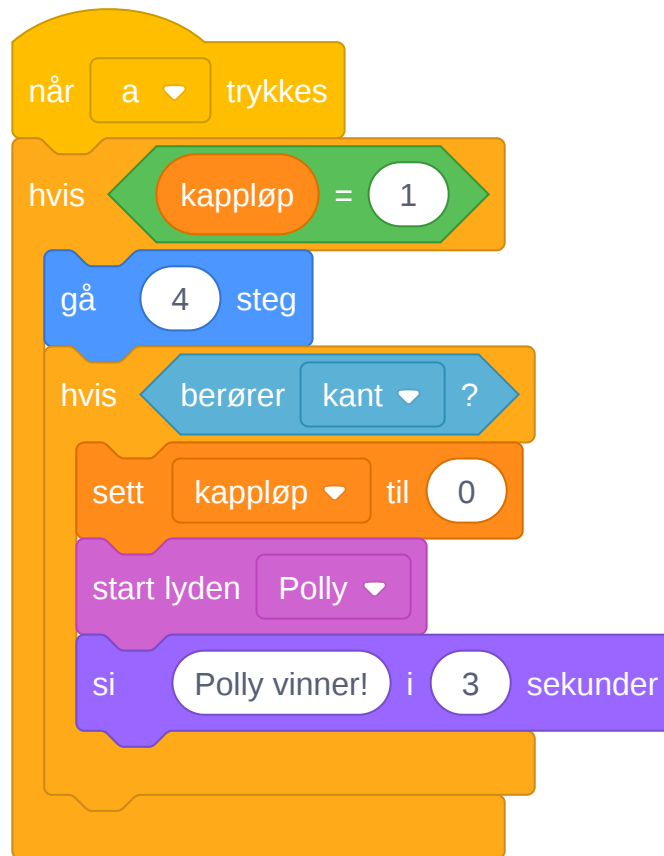 når a trykkes
hvis kappløp = 1
gå 4 steg
hvis berører kant ?
sett kappløp til 0
start lyden Polly
si Polly vinner! i 3 sekunder